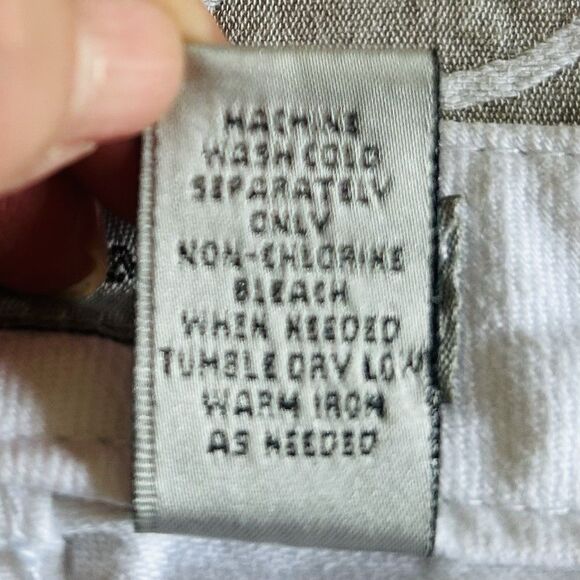 MACHINE
WASH COLD
SEPARATELY
ONLY
NON-CHLORINE
BLEACH
WHEN NEEDED
TUMBLE DRY LOW
WARM IRON
AS NEEDED